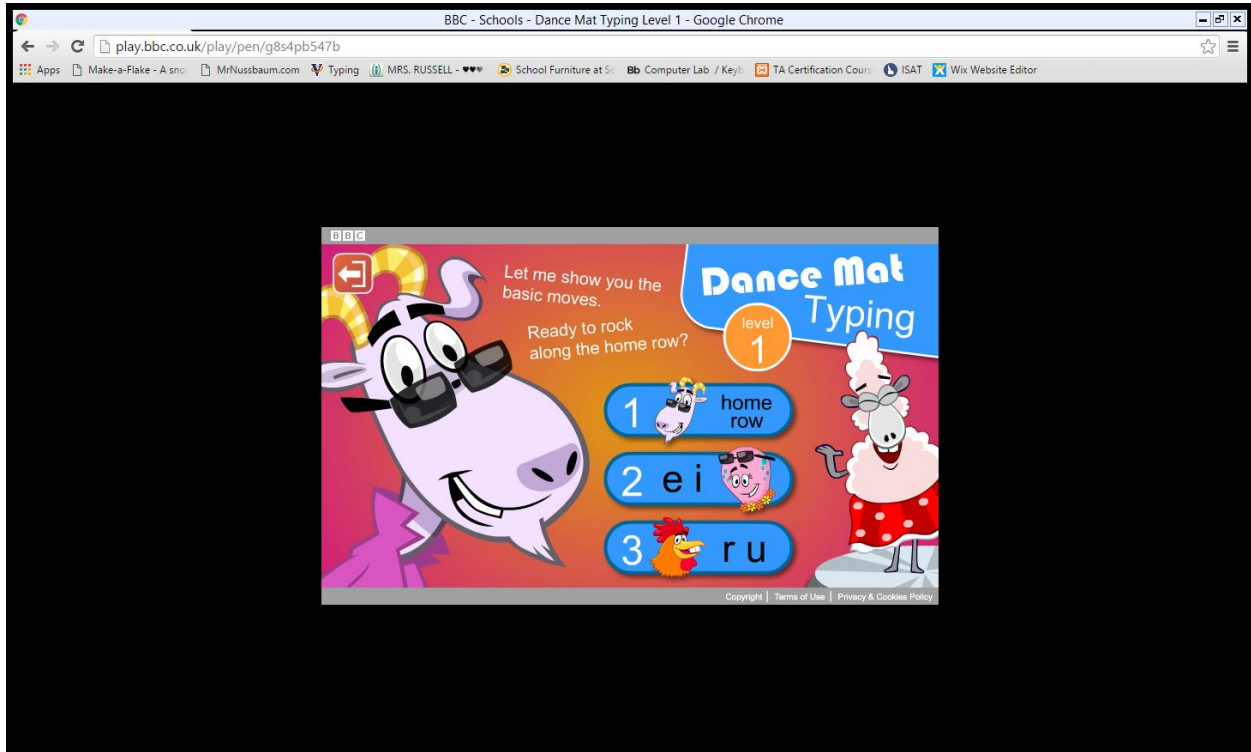 BBC - Schools - Dance Mat Typing Level 1 - Google Chrome
play.bbc.co.uk/play/pen/g8s4pb547b
Apps Make-a-Flake - A sno MrNussbaum.com Typing MRS. RUSSELL - ♥♥♥ School Furniture at Sc Bb Computer Lab / Keyb TA Certification Cours ISAT Wix Website Editor
BBC
Let me show you the
basic moves.
Ready to rock
along the home row?
Dance Mat
Typing
level
1
1 home
row
2 e i
3 r u
Copyright | Terms of Use | Privacy & Cookies Policy